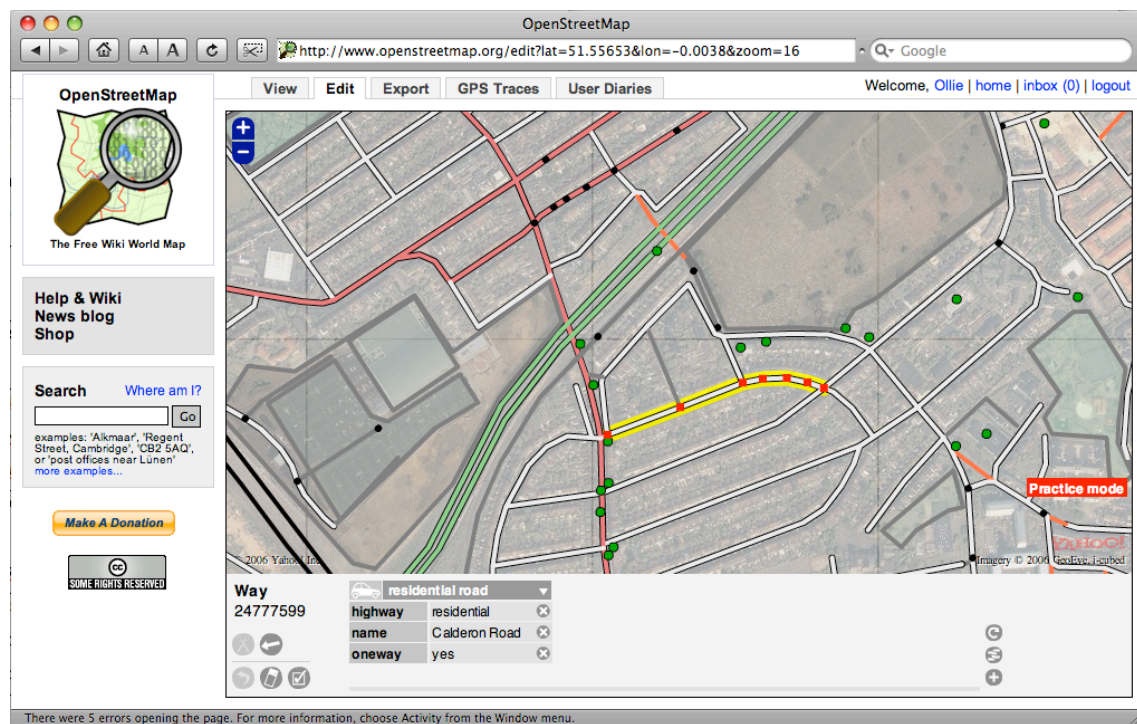 OpenStreetMap
A A
http://www.openstreetmap.org/edit?lat=51.55653&lon=-0.0038&zoom=16
Google
View Edit Export GPS Traces User Diaries
Welcome, Ollie | home | inbox (0) | logout
OpenStreetMap
The Free Wiki World Map
Help & Wiki
News blog
Shop
Search Where am I?
Go
examples: 'Alkmaar', 'Regent
Street, Cambridge', 'CB2 5AQ',
or 'post offices near Lünen'
more examples...
Make A Donation
cc
SOME RIGHTS RESERVED
+
-
Practice mode
YAHOO!
© 2006 Yahoo! Inc
Imagery © 2006 GeoEye, i-cubed
Way
24777599
residential road
highway residential
name Calderon Road
oneway yes
There were 5 errors opening the page. For more information, choose Activity from the Window menu.